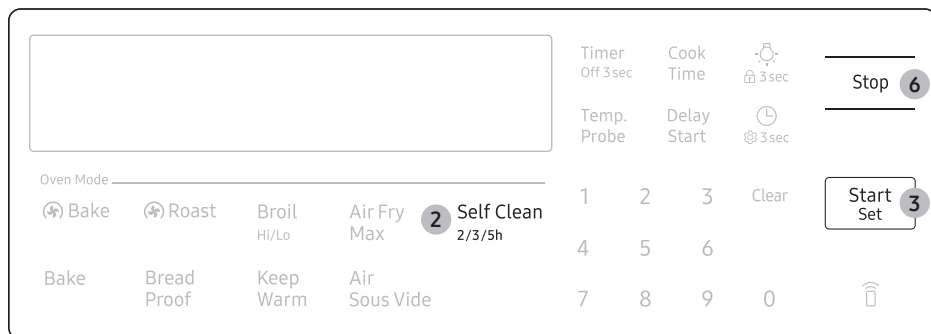 Timer
Off 3 sec
Cook
Time
3 sec
Stop
6
Temp.
Probe
Delay
Start
3 sec
Oven Mode
Bake
Roast
Broil
Hi/Lo
Air Fry
Max
2
Self Clean
2/3/5h
1 2 3 Clear
Start
Set
3
4 5 6
Bake
Bread
Proof
Keep
Warm
Air
Sous Vide
7 8 9 0